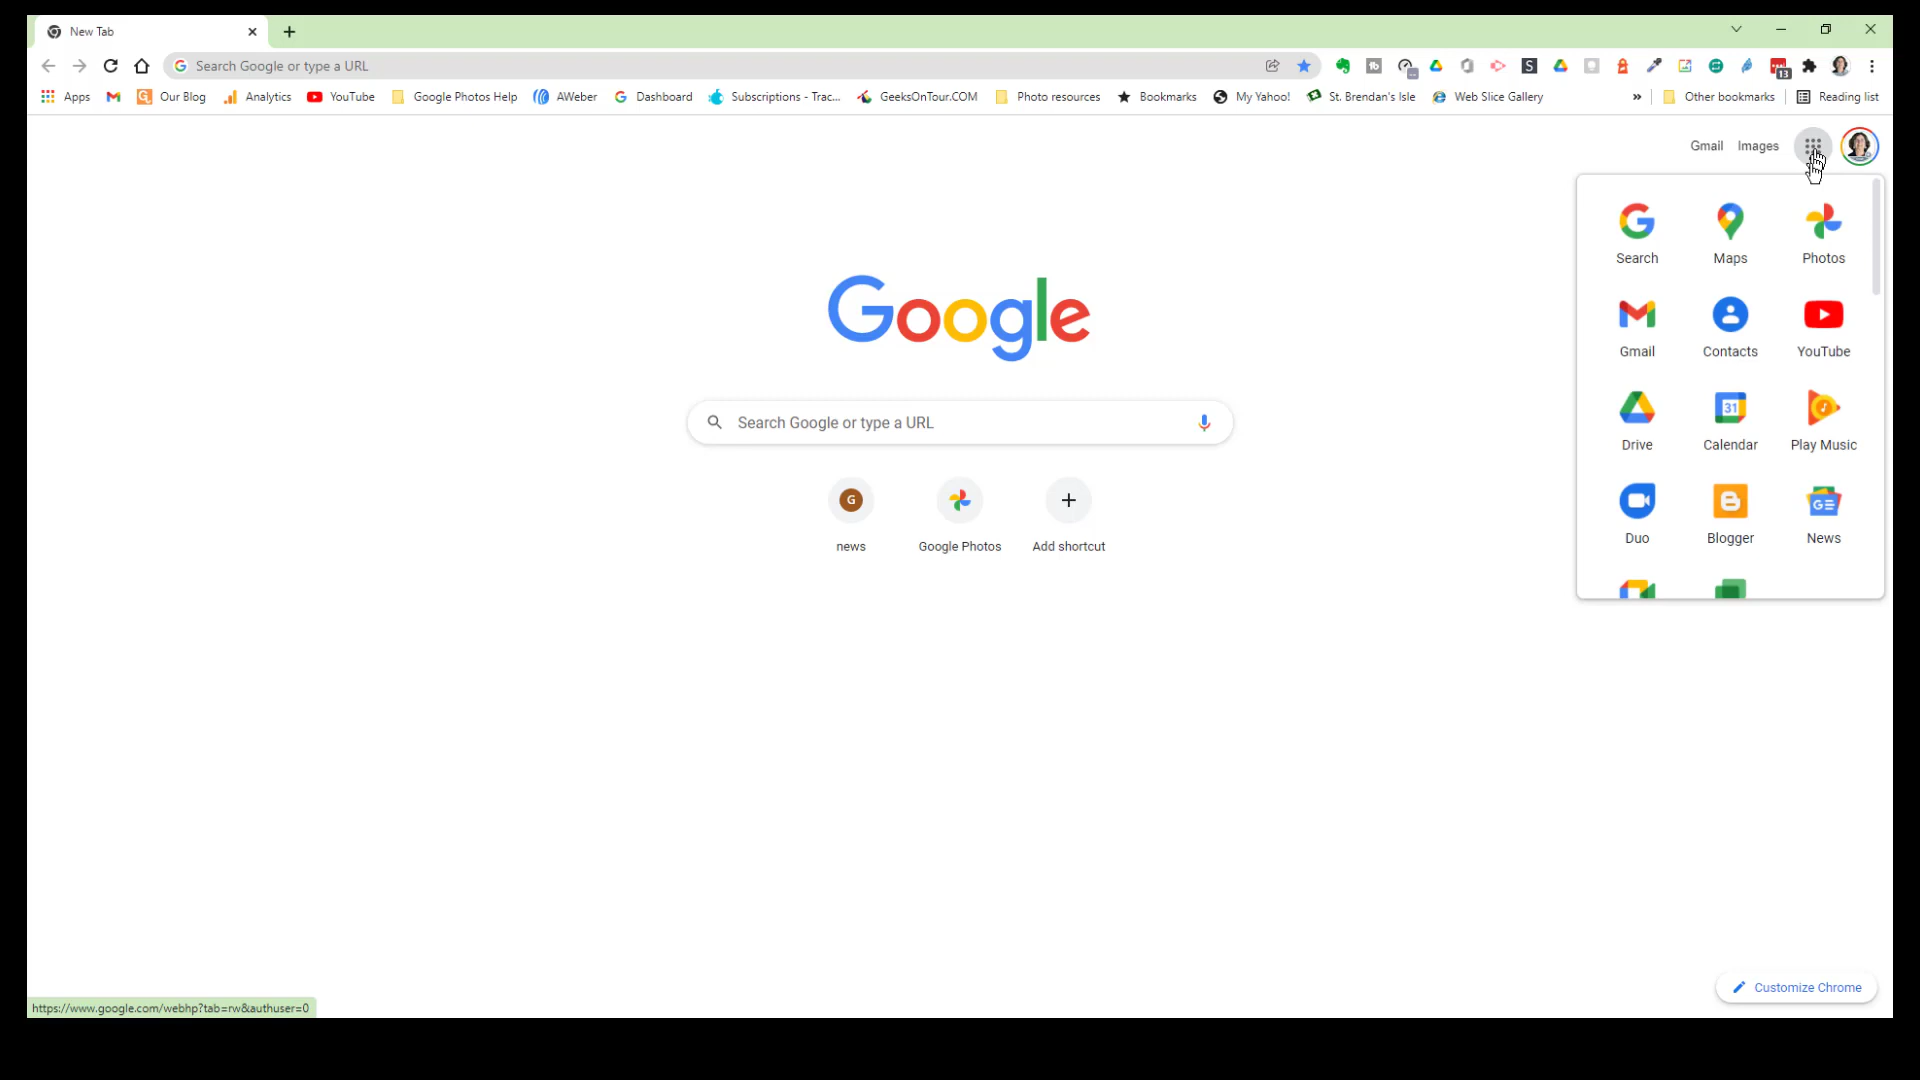 New Tab
Search Google or type a URL
13
Apps Our Blog Analytics YouTube Google Photos Help AWeber Dashboard Subscriptions - Trac... GeeksOnTour.COM Photo resources Bookmarks My Yahoo! St. Brendan's Isle Web Slice Gallery » Other bookmarks Reading list
Gmail Images
Search Maps Photos
Gmail Contacts YouTube
31
Drive Calendar Play Music
GE
Duo Blogger News
Google
Search Google or type a URL
G
news Google Photos Add shortcut
Customize Chrome
https://www.google.com/webhp?tab=rw&authuser=0